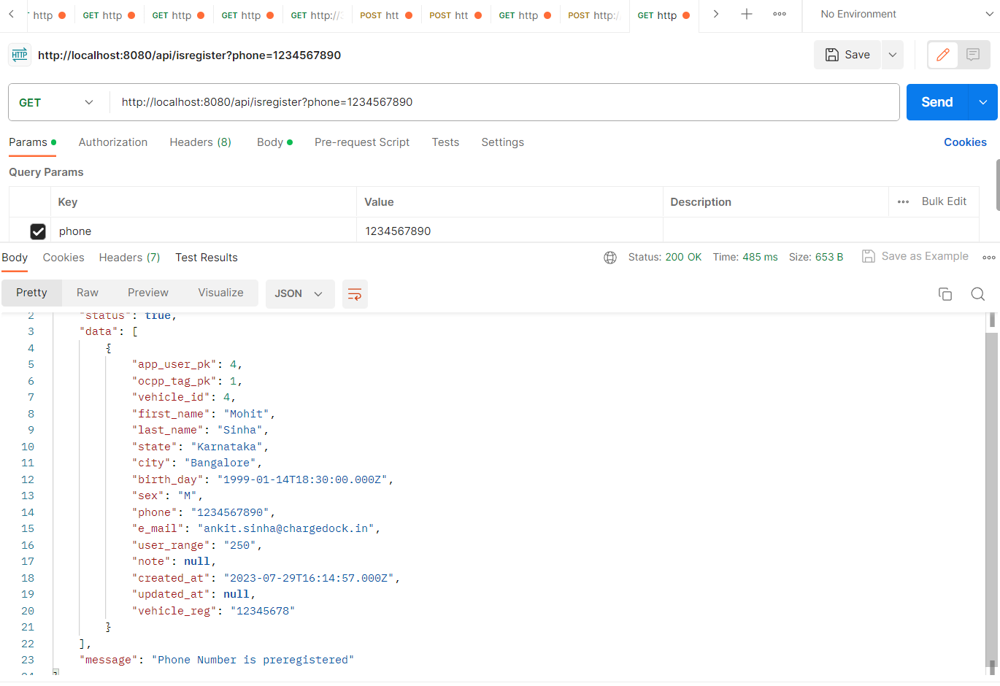 http GET http GET http GET http GET http:// POST htt POST htt GET http POST http:/ GET http No Environment
HTTP http://localhost:8080/api/isregister?phone=1234567890 Save
GET http://localhost:8080/api/isregister?phone=1234567890 Send
Params Authorization Headers (8) Body Pre-request Script Tests Settings Cookies
Query Params
Key Value Description Bulk Edit
phone 1234567890
Body Cookies Headers (7) Test Results Status: 200 OK Time: 485 ms Size: 653 B Save as Example
Pretty Raw Preview Visualize JSON
2 "status": true,
3 "data": [
4 {
5 "app_user_pk": 4,
6 "ocpp_tag_pk": 1,
7 "vehicle_id": 4,
8 "first_name": "Mohit",
9 "last_name": "Sinha",
10 "state": "Karnataka",
11 "city": "Bangalore",
12 "birth_day": "1999-01-14T18:30:00.000Z",
13 "sex": "M",
14 "phone": "1234567890",
15 "e_mail": "ankit.sinha@chargedock.in",
16 "user_range": "250",
17 "note": null,
18 "created_at": "2023-07-29T16:14:57.000Z",
19 "updated_at": null,
20 "vehicle_reg": "12345678"
21 }
22 ],
23 "message": "Phone Number is preregistered"
24 }